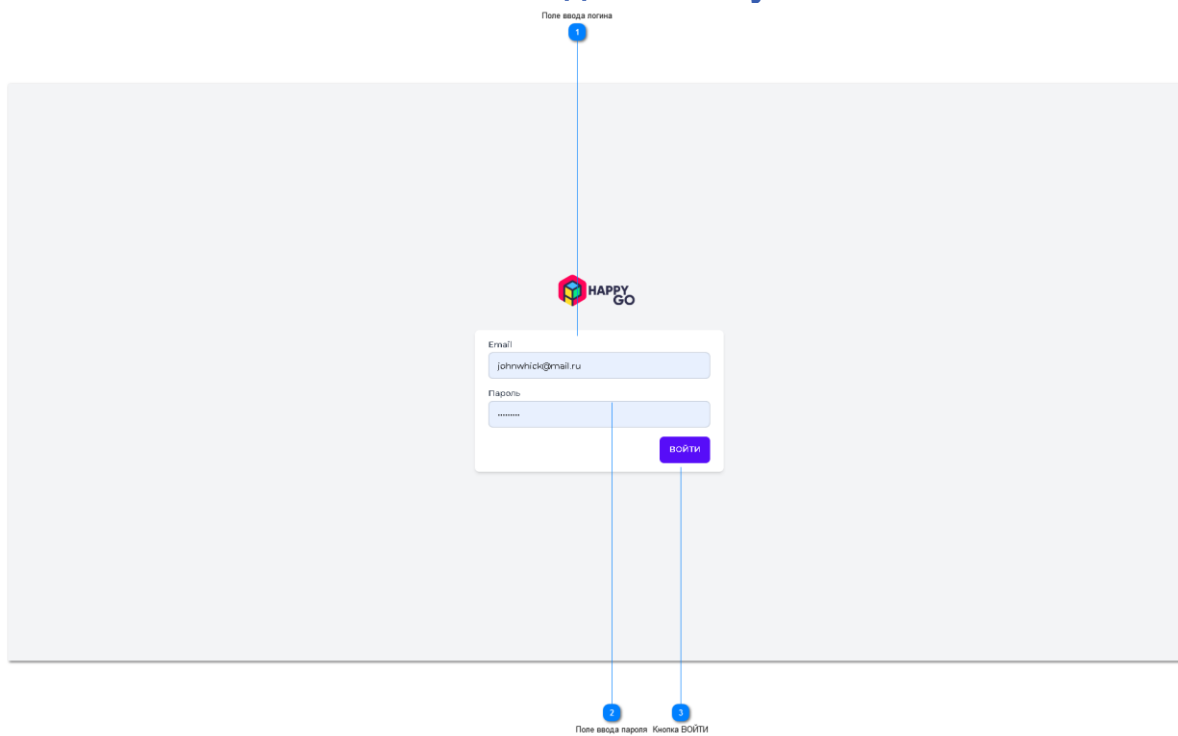 Поле ввода логина
1
HAPPY
GO
Email
johnwhick@mail.ru
Пароль
ВОЙТИ
2 3
Поле ввода пароля Кнопка ВОЙТИ